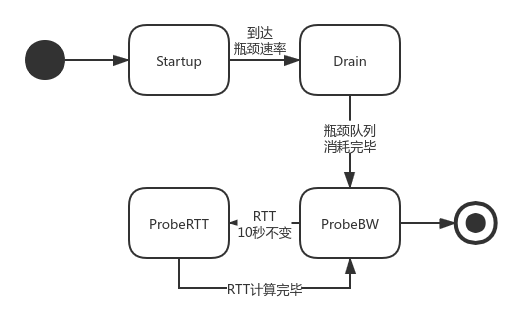 Startup
到达
瓶颈速率
Drain
瓶颈队列
消耗完毕
ProbeRTT
RTT
10秒不变
ProbeBW
RTT计算完毕